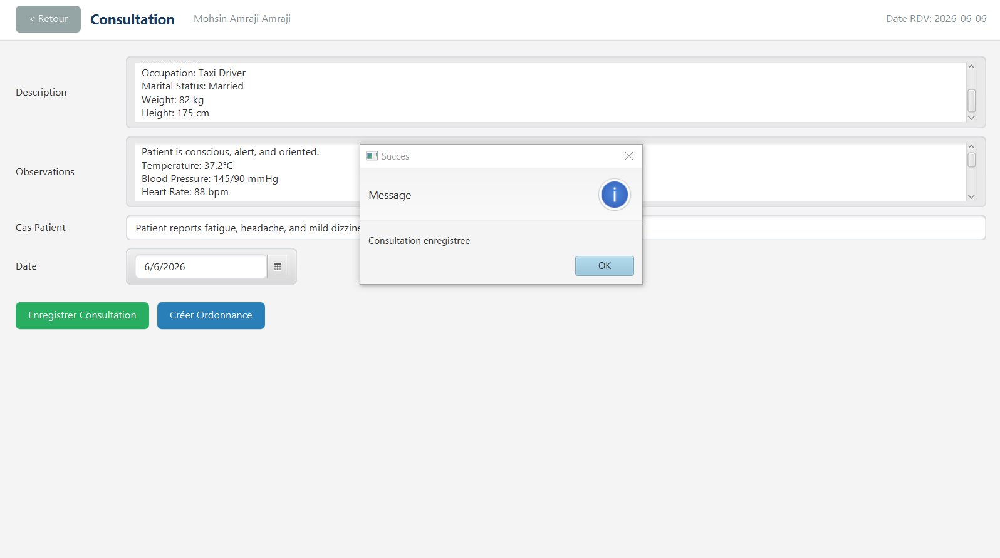 < Retour
Consultation
Mohsin Amraji Amraji
Date RDV: 2026-06-06
Description
Occupation: Taxi Driver
Marital Status: Married
Weight: 82 kg
Height: 175 cm
Observations
Patient is conscious, alert, and oriented.
Temperature: 37.2°C
Blood Pressure: 145/90 mmHg
Heart Rate: 88 bpm
Cas Patient
Patient reports fatigue, headache, and mild
Date
6/6/2026
Enregistrer Consultation
Créer Ordonnance
Succes
Message
Consultation enregistree
OK